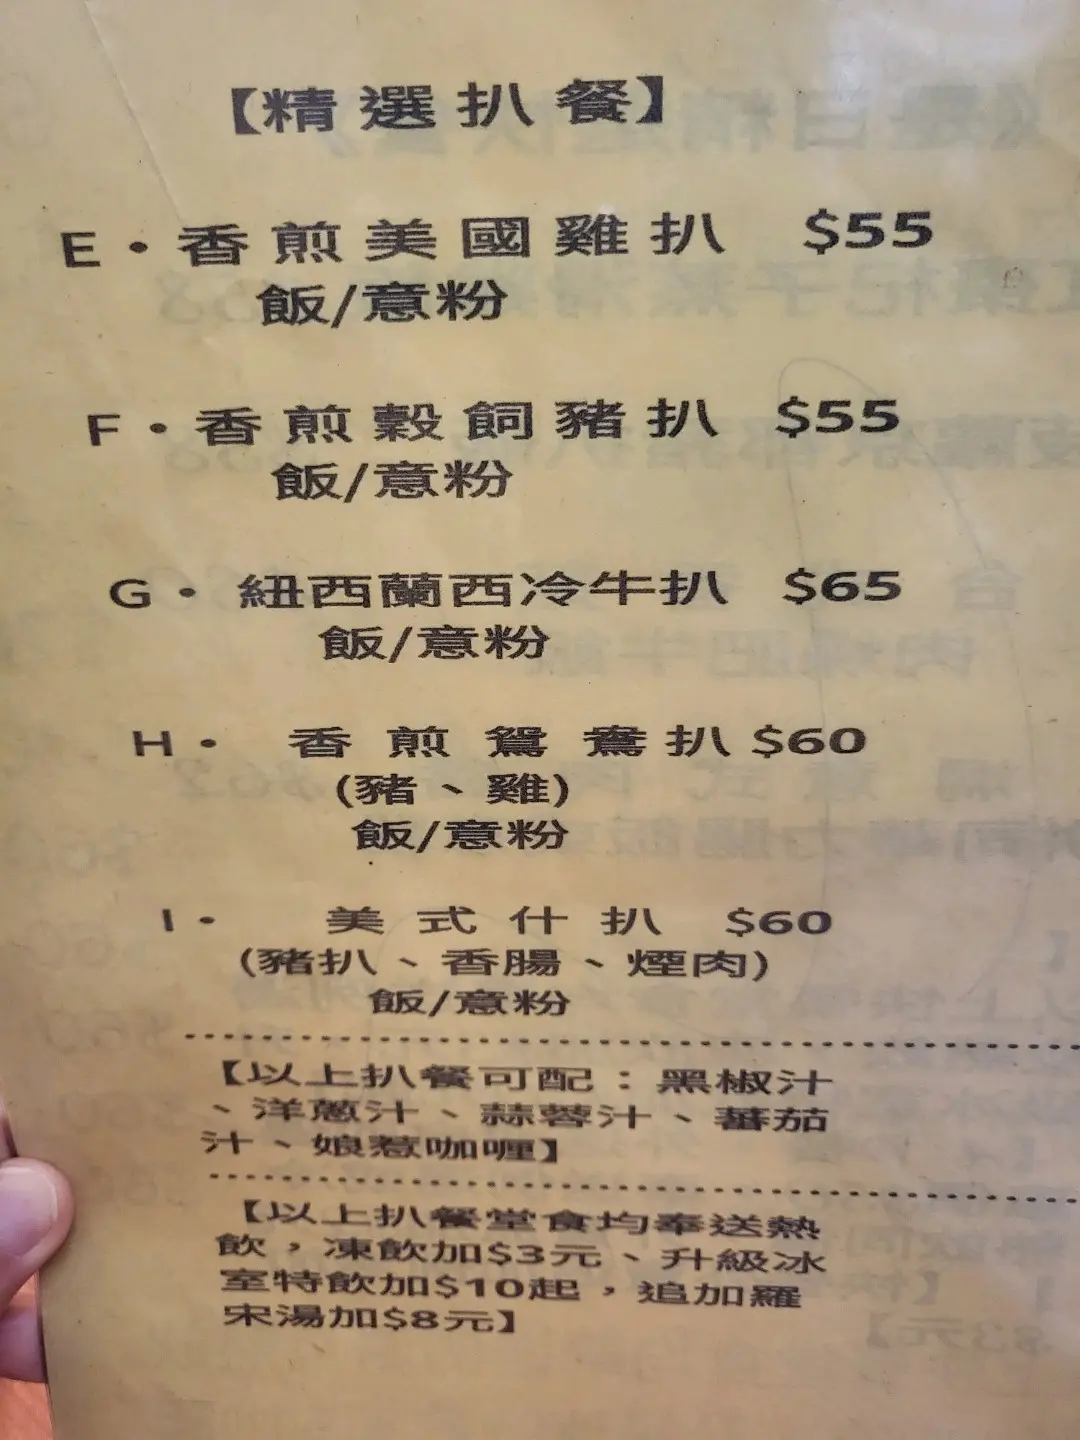 【精選扒餐】
E·香煎美國雞扒 $55
飯/意粉
F·香煎穀飼豬扒 $55
飯/意粉
G·紐西蘭西冷牛扒 $65
飯/意粉
H·香煎鴛鴦扒 $60
(豬、雞)
飯/意粉
I·美式什扒 $60
(豬扒、香腸、煙肉)
飯/意粉
【以上扒餐可配：黑椒汁
、洋蔥汁、蒜蓉汁、蕃茄
汁、娘惹咖喱】
【以上扒餐堂食均奉送熱
飲，凍飲加$3元、升級冰
室特飲加$10起，追加羅
宋湯加$8元】